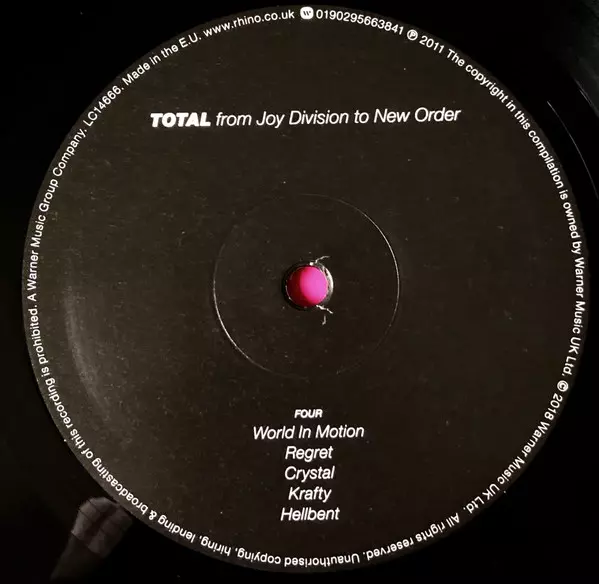 TOTAL from Joy Division to New Order
FOUR
World In Motion
Regret
Crystal
Krafty
Hellbent
Made in the E.U. www.rhino.co.uk 0190295663841 ℗ 2011 The copyright in this compilation is owned by Warner Music UK Ltd © 2018 Warner Music UK Ltd. All rights reserved. Unauthorised copying, hiring, lending & broadcasting of this recording is prohibited. A Warner Music Group Company. LC14666.